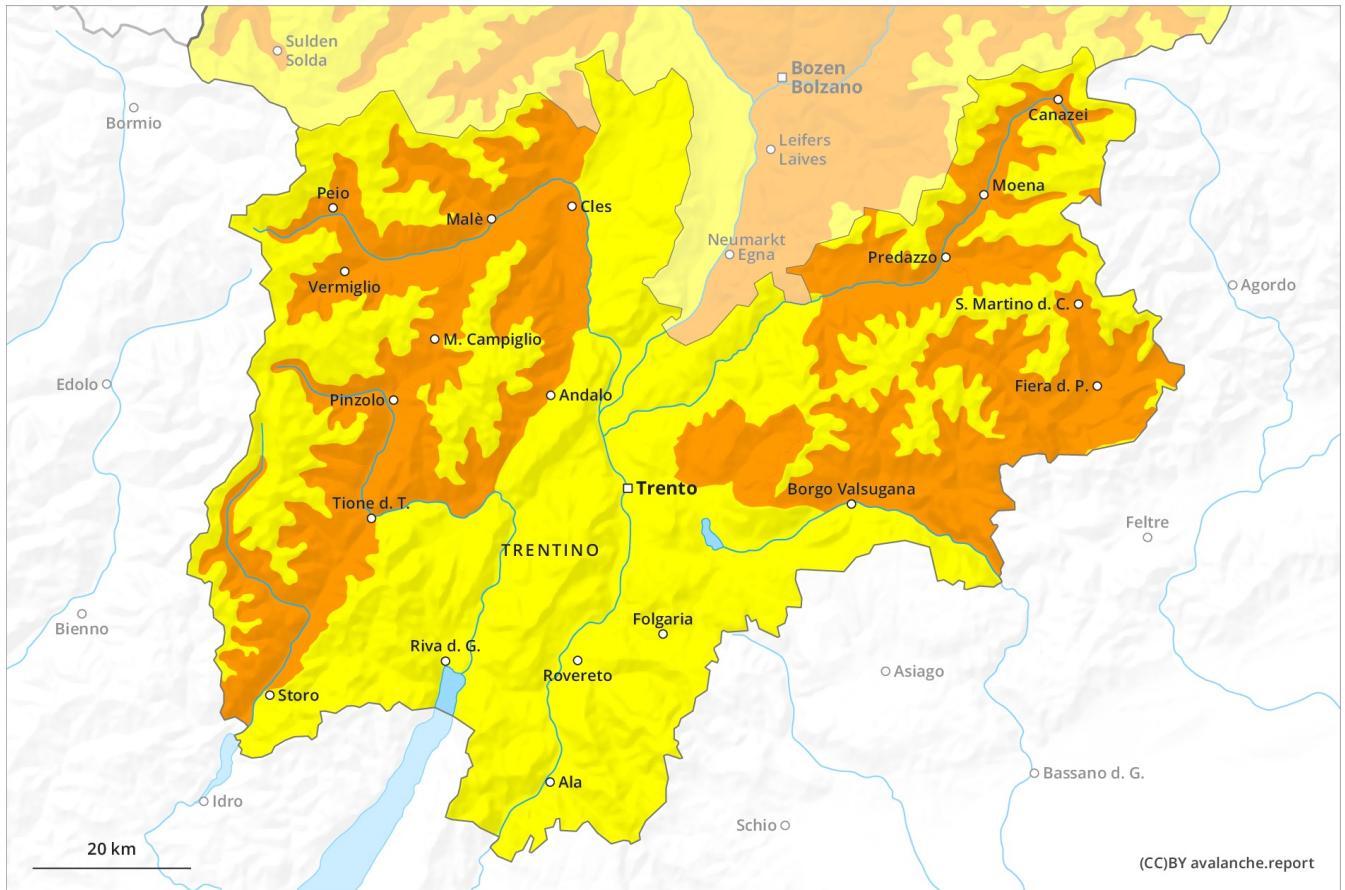 Sulden
Solda
Bozen
Bolzano
Bormio
Canazei
Leifers
Laives
Peio
Moena
Cles
Malè
Neumarkt
Egna
Predazzo
Vermiglio
Agordo
S. Martino d. C.
M. Campiglio
Edolo
Fiera d. P.
Andalo
Pinzolo
Trento
Borgo Valsugana
Tione d. T.
Feltre
TRENTINO
Bienno
Folgaria
Riva d. G.
Asiago
Rovereto
Storo
Bassano d. G.
Ala
Idro
Schio
20 km
(CC)BY avalanche.report